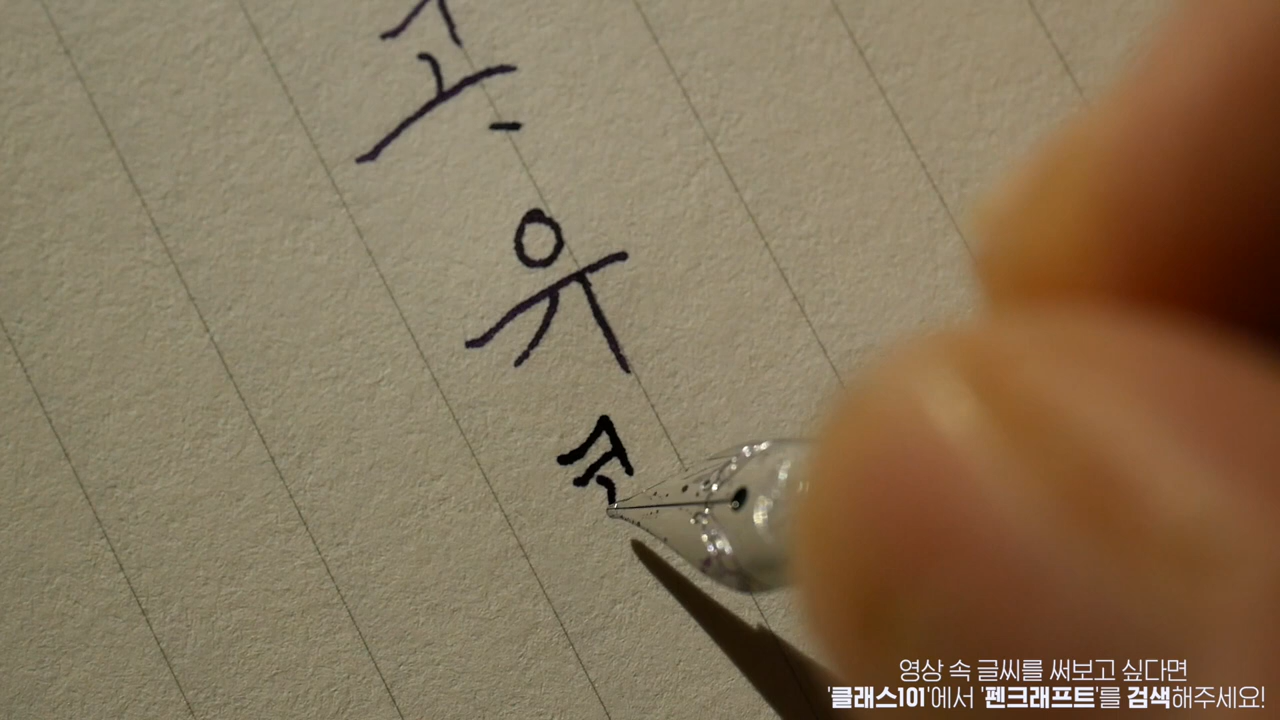 유
영상 속 글씨를 써보고 싶다면
'클래스101'에서 '펜크래프트'를 검색해주세요!